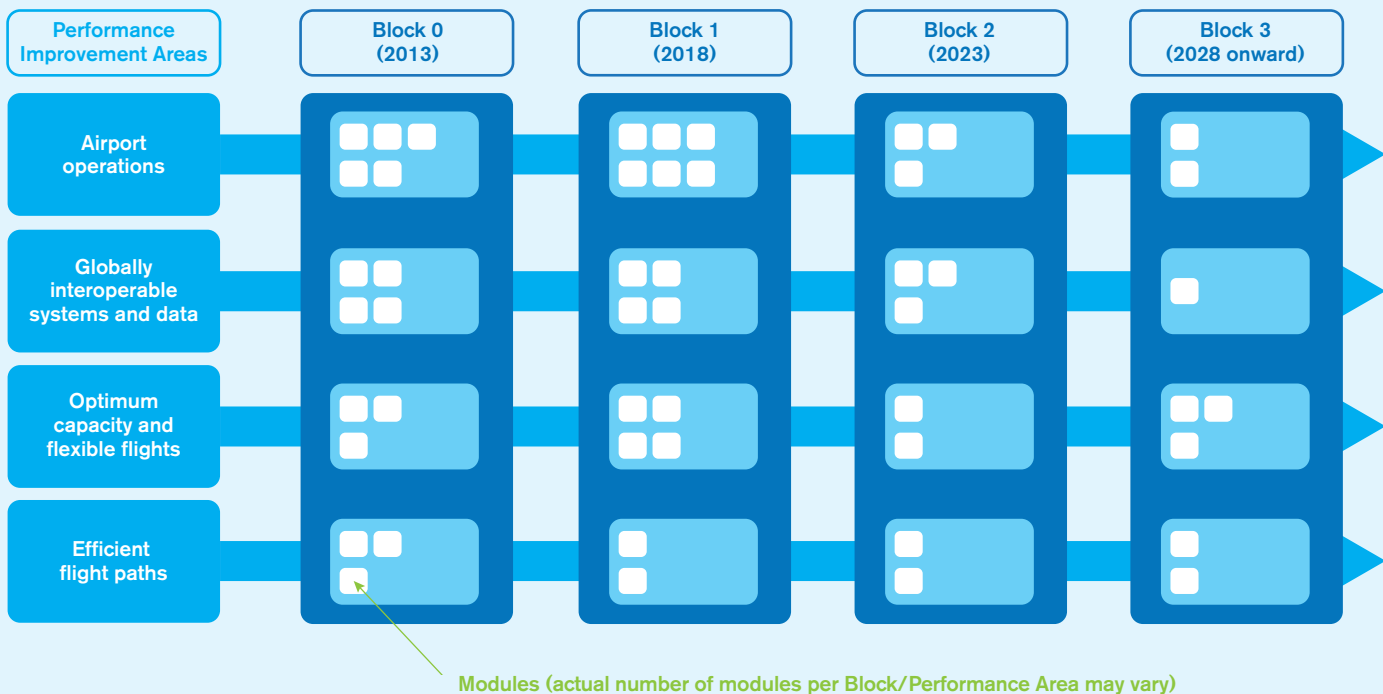 Performance
Improvement Areas
Block 0
(2013)
Block 1
(2018)
Block 2
(2023)
Block 3
(2028 onward)
Airport
operations
Globally
interoperable
systems and data
Optimum
capacity and
flexible flights
Efficient
flight paths
Modules (actual number of modules per Block/Performance Area may vary)